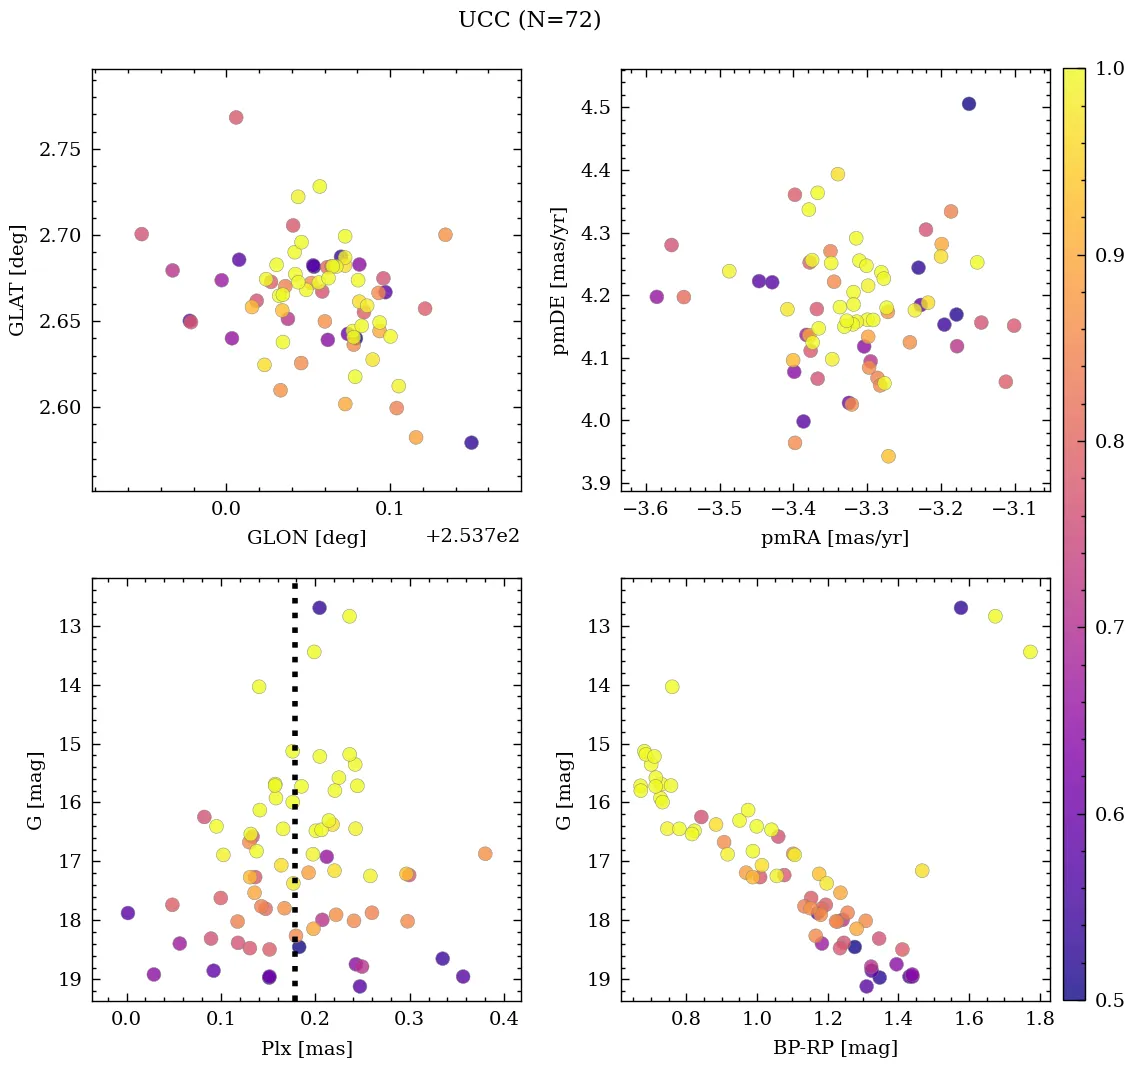 UCC (N=72)
2.75
2.70
2.65
2.60
GLAT [deg]
0.0 0.1
GLON [deg] +2.537e2
4.5
4.4
4.3
4.2
4.1
4.0
3.9
pmDE [mas/yr]
−3.6 −3.5 −3.4 −3.3 −3.2 −3.1
pmRA [mas/yr]
13
14
15
16
17
18
19
G [mag]
0.0 0.1 0.2 0.3 0.4
Plx [mas]
13
14
15
16
17
18
19
G [mag]
0.8 1.0 1.2 1.4 1.6 1.8
BP-RP [mag]
1.0
0.9
0.8
0.7
0.6
0.5